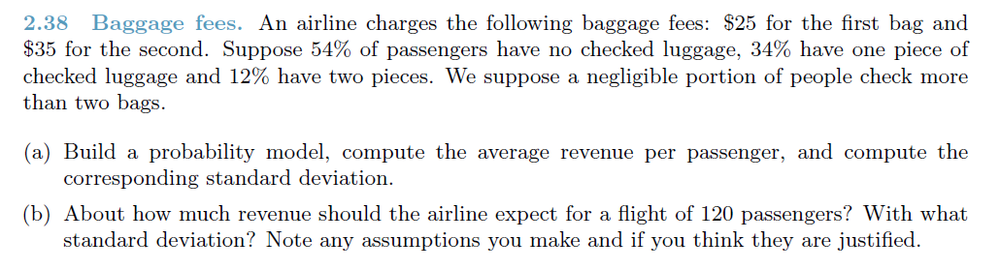 2.38 Baggage fees. An airline charges the following baggage fees: $25 for the first bag and
$35 for the second. Suppose 54% of passengers have no checked luggage, 34% have one piece of
checked luggage and 12% have two pieces. We suppose a negligible portion of people check more
than two bags.
(a) Build a probability model, compute the average revenue per passenger, and compute the
corresponding standard deviation.
(b) About how much revenue should the airline expect for a flight of 120 passengers? With what
standard deviation? Note any assumptions you make and if you think they are justified.